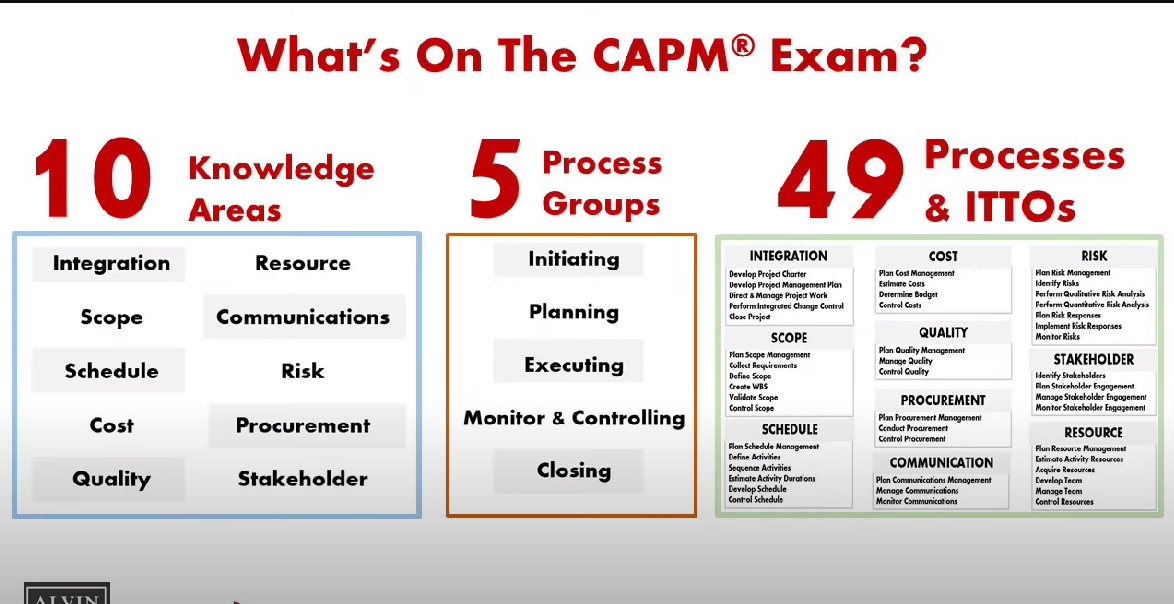 What's On The CAPM® Exam?
10 Knowledge Areas
Integration
Scope
Schedule
Cost
Quality
Resource
Communications
Risk
Procurement
Stakeholder
5 Process Groups
Initiating
Planning
Executing
Monitor & Controlling
Closing
49 Processes & ITTOs
INTEGRATION
Develop Project Charter
Develop Project Management Plan
Direct & Manage Project Work
Perform Integrated Change Control
Close Project
SCOPE
Plan Scope Management
Collect Requirements
Define Scope
Create WBS
Validate Scope
Control Scope
SCHEDULE
Plan Schedule Management
Define Activities
Sequence Activities
Estimate Activity Durations
Develop Schedule
Control Schedule
COST
Plan Cost Management
Estimate Costs
Determine Budget
Control Costs
QUALITY
Plan Quality Management
Manage Quality
Control Quality
PROCUREMENT
Plan Procurement Management
Conduct Procurement
Control Procurement
COMMUNICATION
Plan Communications Management
Manage Communications
Monitor Communications
RISK
Plan Risk Management
Identify Risks
Perform Qualitative Risk Analysis
Perform Quantitative Risk Analysis
Plan Risk Responses
Implement Risk Responses
Monitor Risks
STAKEHOLDER
Identify Stakeholders
Plan Stakeholder Engagement
Manage Stakeholder Engagement
Monitor Stakeholder Engagement
RESOURCE
Plan Resource Management
Estimate Activity Resources
Acquire Resources
Develop Team
Manage Team
Control Resources
ALVIN